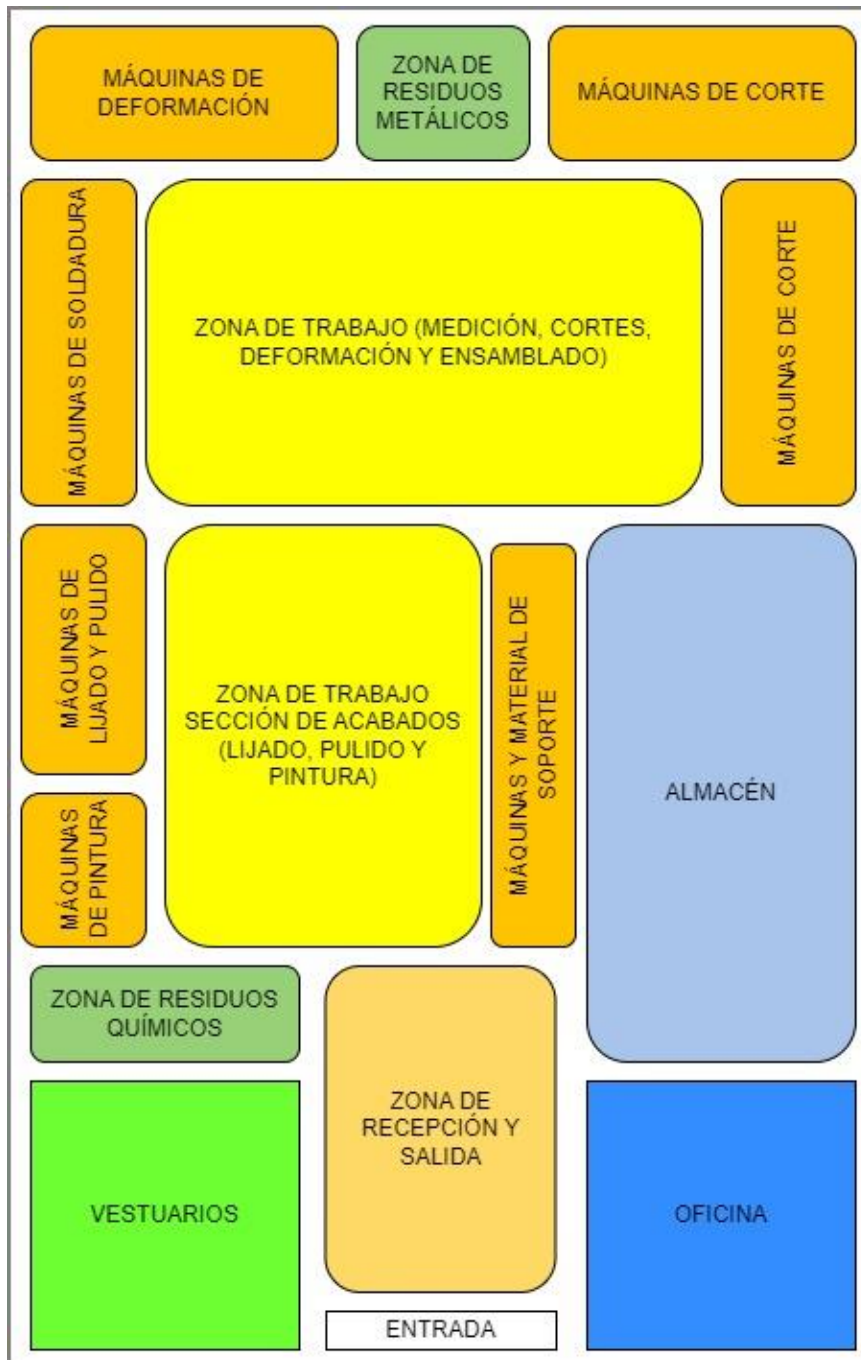 MÁQUINAS DE
DEFORMACIÓN
ZONA DE
RESIDUOS
METÁLICOS
MÁQUINAS DE CORTE
MÁQUINAS DE SOLDADURA
ZONA DE TRABAJO (MEDICIÓN, CORTES,
DEFORMACIÓN Y ENSAMBLADO)
MÁQUINAS DE CORTE
MÁQUINAS DE
LIJADO Y PULIDO
ZONA DE TRABAJO
SECCIÓN DE ACABADOS
(LIJADO, PULIDO Y
PINTURA)
MÁQUINAS Y MATERIAL DE
SOPORTE
ALMACÉN
MÁQUINAS
DE PINTURA
ZONA DE RESIDUOS
QUÍMICOS
ZONA DE
RECEPCIÓN Y
SALIDA
VESTUARIOS
OFICINA
ENTRADA